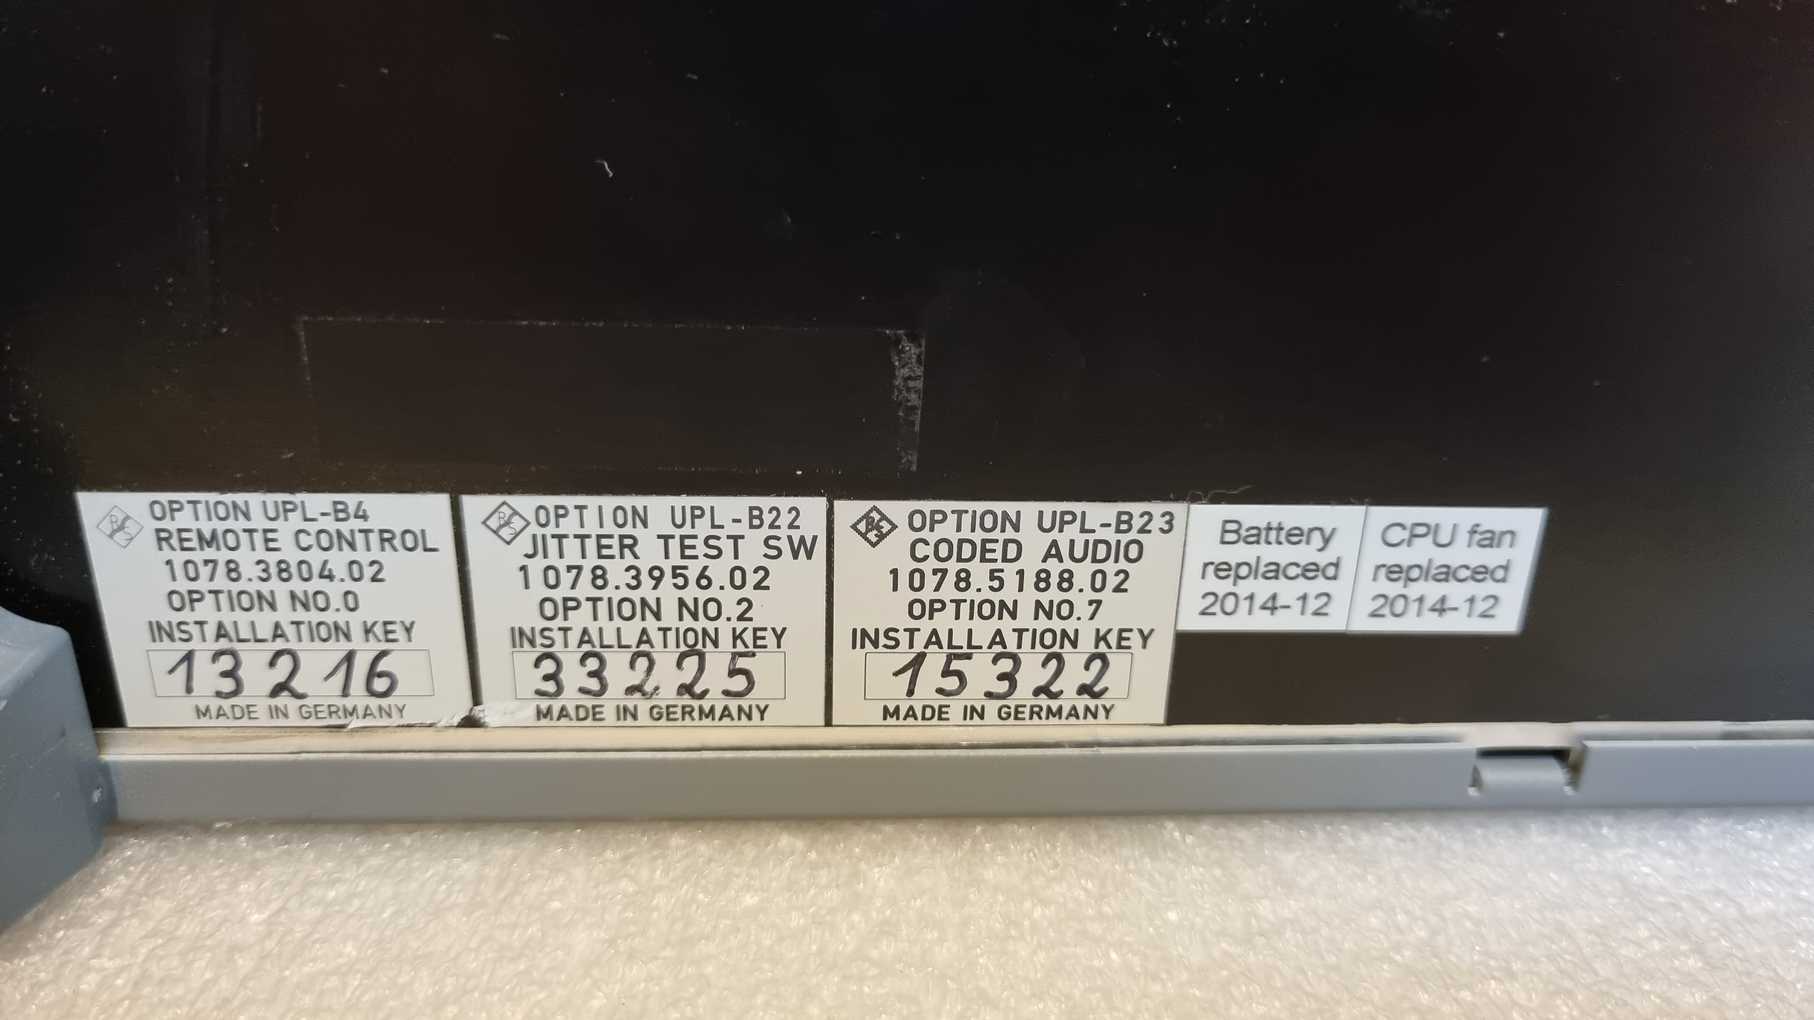 OPTION UPL-B4
REMOTE CONTROL
1078.3804.02
OPTION NO.0
INSTALLATION KEY
13216
MADE IN GERMANY
OPTION UPL-B22
JITTER TEST SW
1078.3956.02
OPTION NO.2
INSTALLATION KEY
33225
MADE IN GERMANY
OPTION UPL-B23
CODED AUDIO
1078.5188.02
OPTION NO.7
INSTALLATION KEY
15322
MADE IN GERMANY
Battery
replaced
2014-12
CPU fan
replaced
2014-12